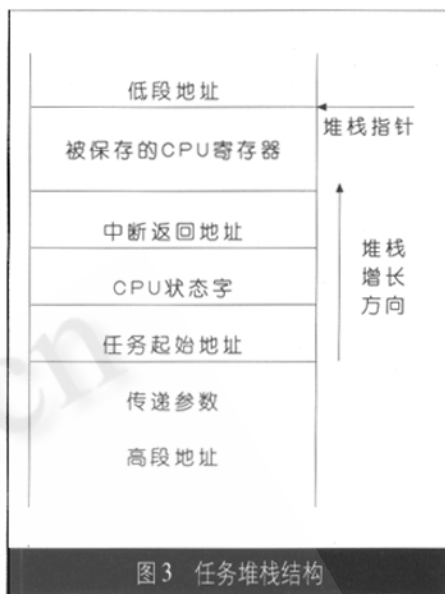 低段地址
堆栈指针
被保存的CPU寄存器
中断返回地址
堆栈
增长
方向
CPU状态字
任务起始地址
传递参数
高段地址
cn
图3 任务堆栈结构